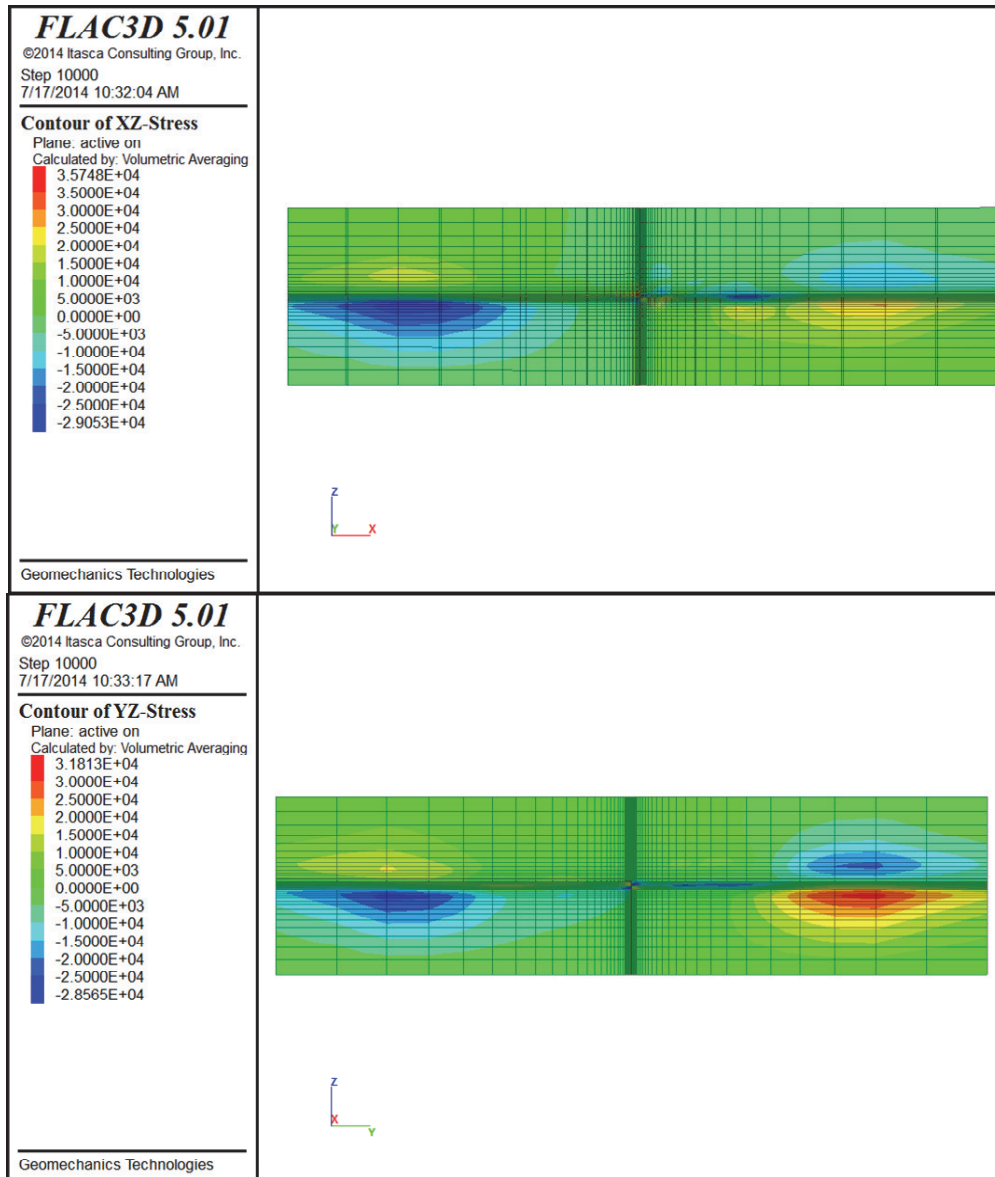 FLAC3D 5.01
©2014 Itasca Consulting Group, Inc.
Step 10000
7/17/2014 10:32:04 AM
Contour of XZ-Stress
Plane: active on
Calculated by: Volumetric Averaging
3.5748E+04
3.5000E+04
3.0000E+04
2.5000E+04
2.0000E+04
1.5000E+04
1.0000E+04
5.0000E+03
0.0000E+00
-5.0000E+03
-1.0000E+04
-1.5000E+04
-2.0000E+04
-2.5000E+04
-2.9053E+04
Z
Y X
Geomechanics Technologies
FLAC3D 5.01
©2014 Itasca Consulting Group, Inc.
Step 10000
7/17/2014 10:33:17 AM
Contour of YZ-Stress
Plane: active on
Calculated by: Volumetric Averaging
3.1813E+04
3.0000E+04
2.5000E+04
2.0000E+04
1.5000E+04
1.0000E+04
5.0000E+03
0.0000E+00
-5.0000E+03
-1.0000E+04
-1.5000E+04
-2.0000E+04
-2.5000E+04
-2.8565E+04
Z
X Y
Geomechanics Technologies